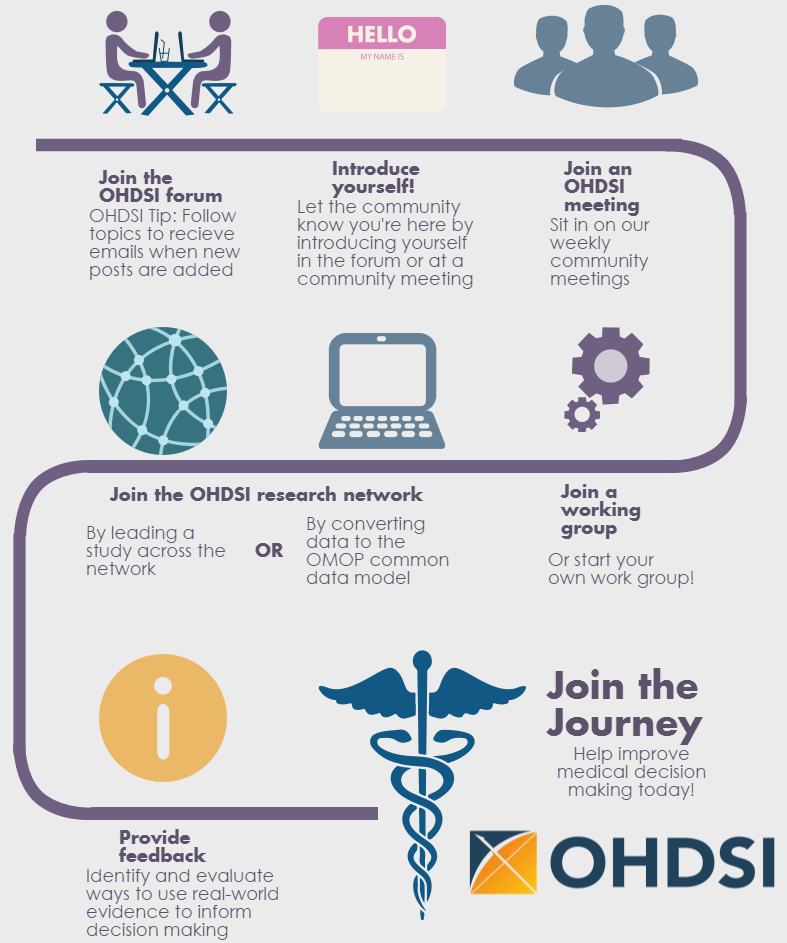 HELLO
MY NAME IS
Join the
OHDSI forum
OHDSI Tip: Follow
topics to recieve
emails when new
posts are added
Introduce
yourself!
Let the community
know you're here by
introducing yourself
in the forum or at a
community meeting
Join an
OHDSI
meeting
Sit in on our
weekly
community
meetings
Join the OHDSI research network
By leading a
study across the
network
OR
By converting
data to the
OMOP common
data model
Join a
working
group
Or start your
own work group!
Provide
feedback
Identify and evaluate
ways to use real-world
evidence to inform
decision making
Join the
Journey
Help improve
medical decision
making today!
OHDSI